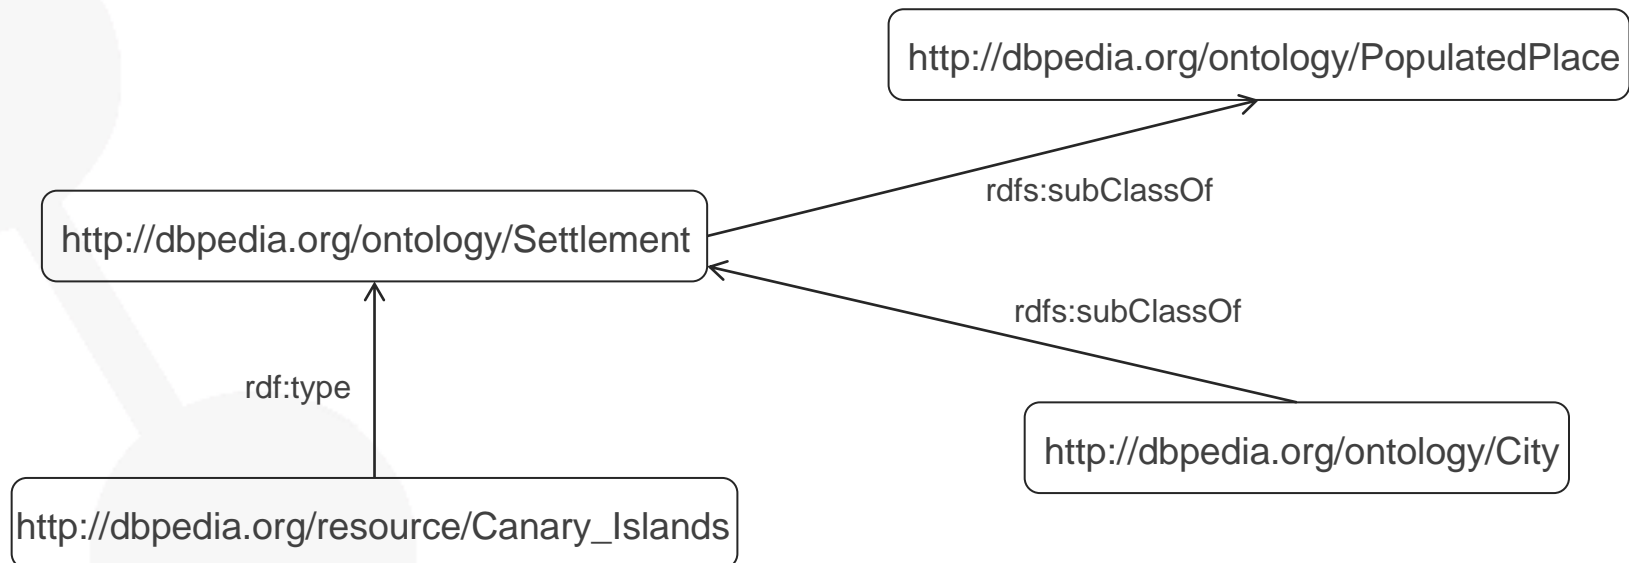 http://dbpedia.org/ontology/PopulatedPlace
rdfs:subClassOf
http://dbpedia.org/ontology/Settlement
rdfs:subClassOf
rdf:type
http://dbpedia.org/ontology/City
http://dbpedia.org/resource/Canary_Islands